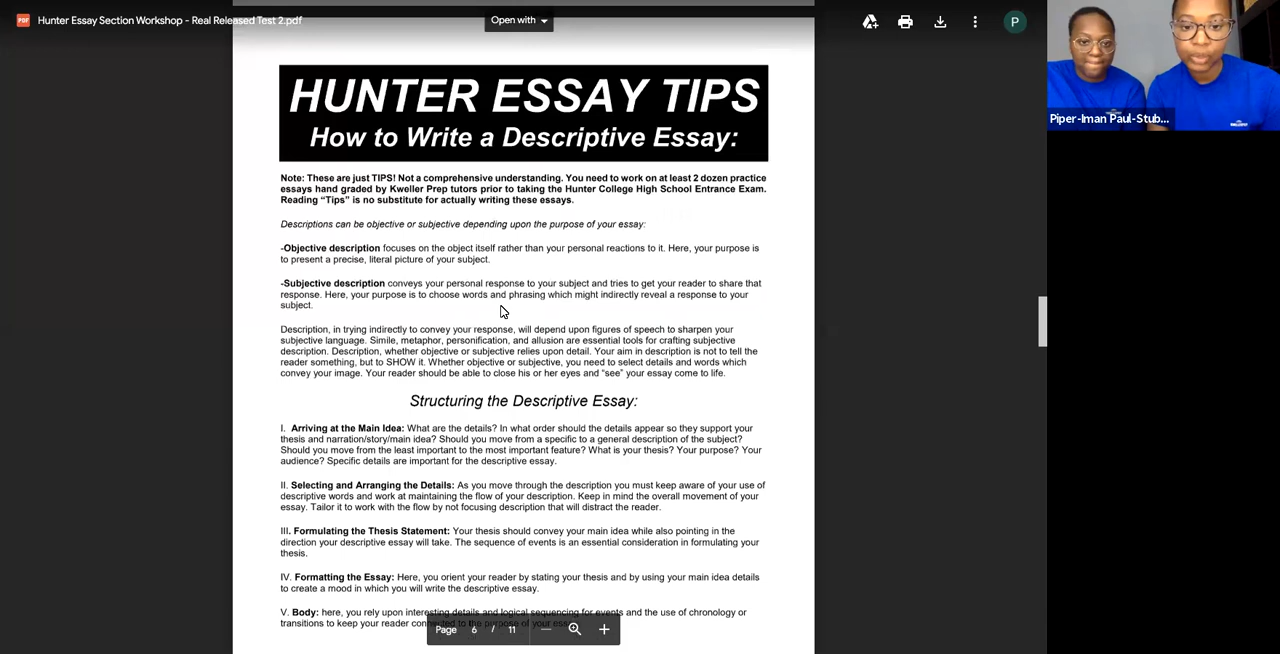 Hunter Essay Section Workshop - Real Released Test 2.pdf
Open with
P
Piper-Iman Paul-Stub...
HUNTER ESSAY TIPS
How to Write a Descriptive Essay:
Note: These are just TIPS! Not a comprehensive understanding. You need to work on at least 2 dozen practice
essays hand graded by Kweller Prep tutors prior to taking the Hunter College High School Entrance Exam.
Reading “Tips” is no substitute for actually writing these essays.
Descriptions can be objective or subjective depending upon the purpose of your essay:
-Objective description focuses on the object itself rather than your personal reactions to it. Here, your purpose is
to present a precise, literal picture of your subject.
-Subjective description conveys your personal response to your subject and tries to get your reader to share that
response. Here, your purpose is to choose words and phrasing which might indirectly reveal a response to your
subject.
Description, in trying indirectly to convey your response, will depend upon figures of speech to sharpen your
subjective language. Simile, metaphor, personification, and allusion are essential tools for crafting subjective
description. Description, whether objective or subjective relies upon detail. Your aim in description is not to tell the
reader something, but to SHOW it. Whether objective or subjective, you need to select details and words which
convey your image. Your reader should be able to close his or her eyes and “see” your essay come to life.
Structuring the Descriptive Essay:
I. Arriving at the Main Idea: What are the details? In what order should the details appear so they support your
thesis and narration/story/main idea? Should you move from a specific to a general description of the subject?
Should you move from the least important to the most important feature? What is your thesis? Your purpose? Your
audience? Specific details are important for the descriptive essay.
II. Selecting and Arranging the Details: As you move through the description you must keep aware of your use of
descriptive words and work at maintaining the flow of your description. Keep in mind the overall movement of your
essay. Tailor it to work with the flow by not focusing description that will distract the reader.
III. Formulating the Thesis Statement: Your thesis should convey your main idea while also pointing in the
direction your descriptive essay will take. The sequence of events is an essential consideration in formulating your
thesis.
IV. Formatting the Essay: Here, you orient your reader by stating your thesis and by using your main idea details
to create a mood in which you will write the descriptive essay.
V. Body: here, you rely upon interesting details and logical sequencing for events and the use of chronology or
transitions to keep your reader connected to the purpose of your essay.
Page 6 / 11